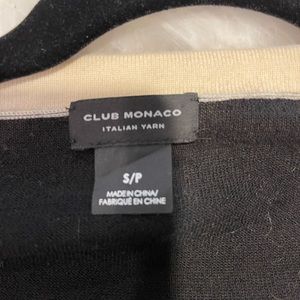 CLUB MONACO
ITALIAN YARN
S/P
MADE IN CHINA/
FABRIQUÉ EN CHINE